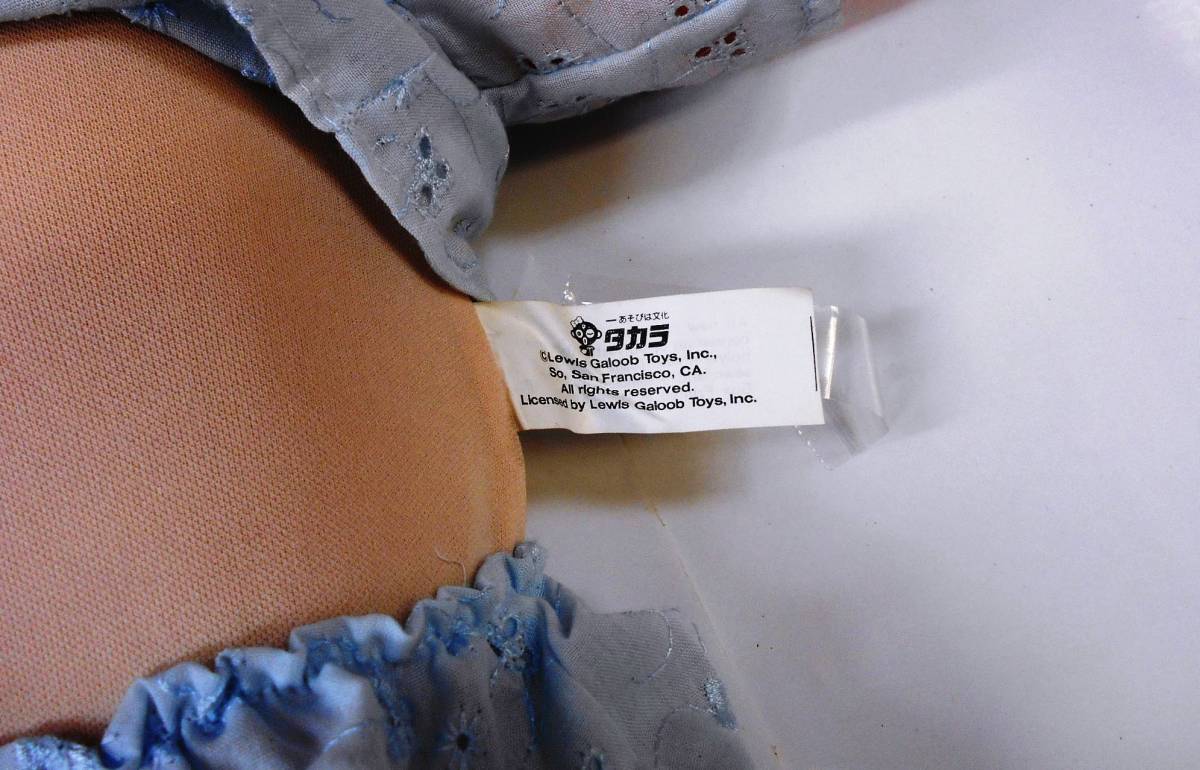 一あそびは文化
タカラ
©Lewis Galoob Toys, Inc.,
So, San Francisco, CA.
All rights reserved.
Licensed by Lewis Galoob Toys, Inc.